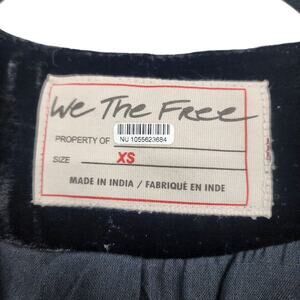 We The Free
PROPERTY OF
NU 1055623684
SIZE XS
MADE IN INDIA / FABRIQUÉ EN INDE